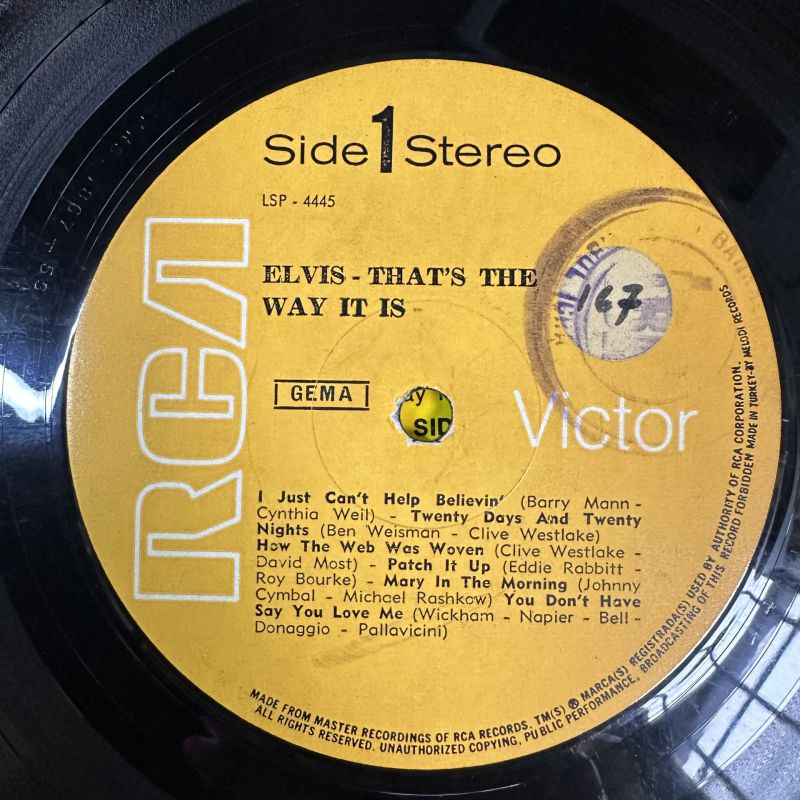 Side 1 Stereo
LSP - 4445
ELVIS - THAT'S THE
WAY IT IS
167
RCA
GEMA
SID
Victor
I Just Can't Help Believin' (Barry Mann -
Cynthia Weil) - Twenty Days And Twenty
Nights (Ben Weisman - Clive Westlake)
How The Web Was Woven (Clive Westlake -
David Most) - Patch It Up (Eddie Rabbitt -
Roy Bourke) - Mary In The Morning (Johnny
Cymbal - Michael Rashkow) You Don't Have
Say You Love Me (Wickham - Napier - Bell -
Donaggio - Pallavicini)
MADE FROM MASTER RECORDINGS OF RCA RECORDS. TM(S) ® MARCA(S) REGISTRADA(S) USED BY AUTHORITY OF RCA CORPORATION.
ALL RIGHTS RESERVED. UNAUTHORIZED COPYING, PUBLIC PERFORMANCE, BROADCASTING OF THIS RECORD FORBIDDEN MADE IN TURKEY-BY MELODI RECORDS